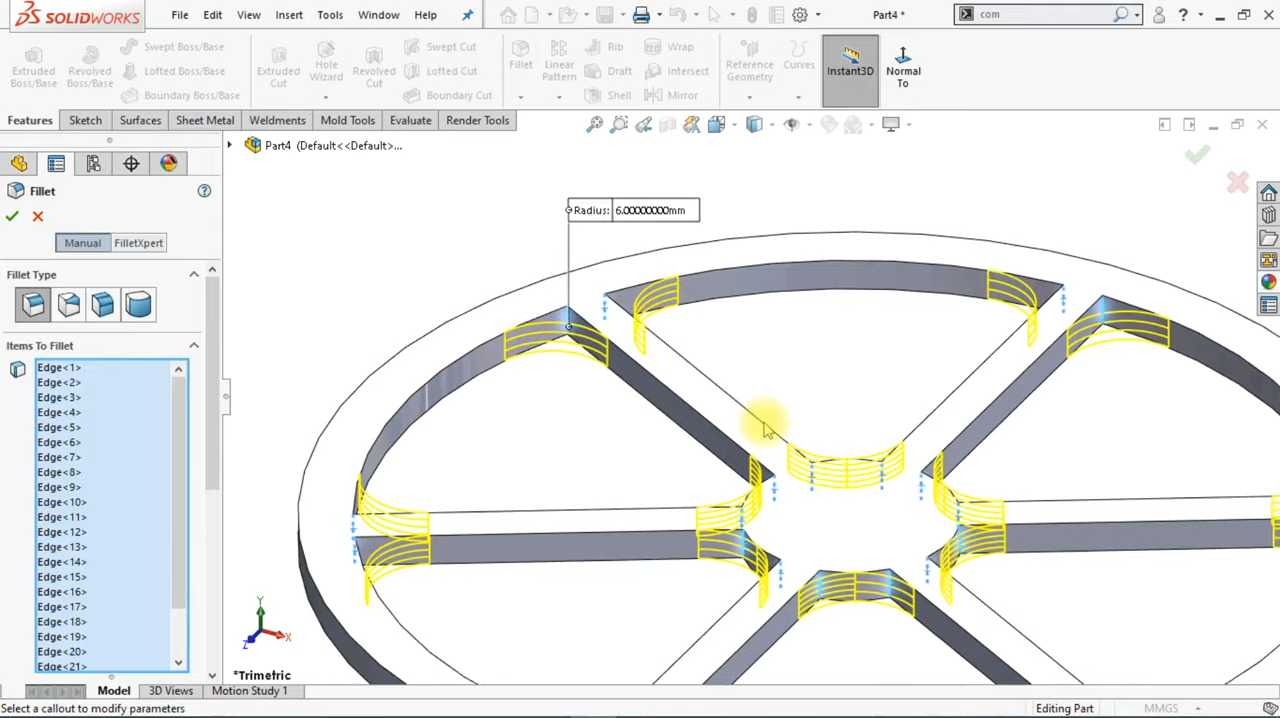 DS SOLIDWORKS File Edit View Insert Tools Window Help Part4 * com ?
Extruded Boss/Base Revolved Boss/Base Swept Boss/Base Lofted Boss/Base Boundary Boss/Base Extruded Cut Hole Wizard Revolved Cut Swept Cut Lofted Cut Boundary Cut Fillet Linear Pattern Rib Draft Shell Wrap Intersect Mirror Reference Geometry Curves Instant3D Normal To
Features Sketch Surfaces Sheet Metal Weldments Mold Tools Evaluate Render Tools
Part4 (Default<<Default>...
Fillet ?
Manual FilletXpert
Fillet Type
Items To Fillet
Edge<1>
Edge<2>
Edge<3>
Edge<4>
Edge<5>
Edge<6>
Edge<7>
Edge<8>
Edge<9>
Edge<10>
Edge<11>
Edge<12>
Edge<13>
Edge<14>
Edge<15>
Edge<16>
Edge<17>
Edge<18>
Edge<19>
Edge<20>
Edge<21>
Radius: 6.00000000mm
Y
X
Z
*Trimetric
Model 3D Views Motion Study 1
Select a callout to modify parameters Editing Part MMGS